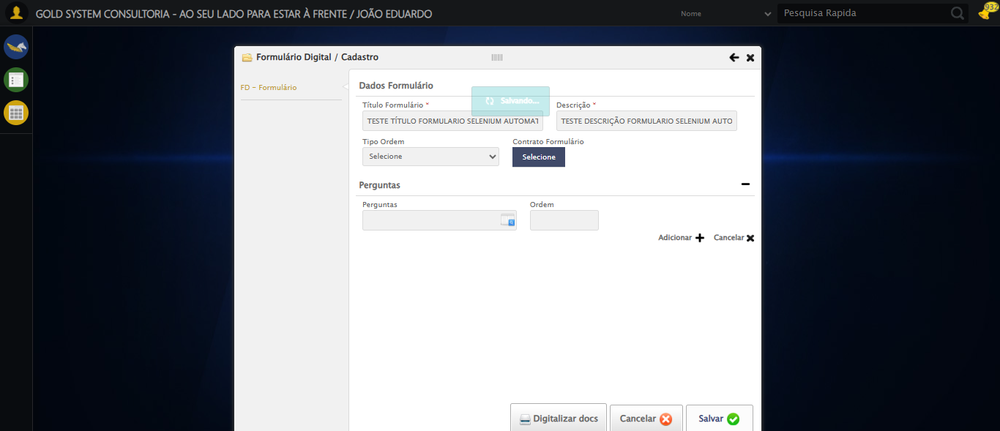 GOLD SYSTEM CONSULTORIA - AO SEU LADO PARA ESTAR À FRENTE / JOÃO EDUARDO
Nome
Pesquisa Rapida
932
Formulário Digital / Cadastro
FD - Formulário
Dados Formulário
Salvando...
Título Formulário *
Descrição *
TESTE TÍTULO FORMULARIO SELENIUM AUTOMAT
TESTE DESCRIÇÃO FORMULARIO SELENIUM AUTO
Tipo Ordem
Contrato Formulário
Selecione
Selecione
Perguntas
Perguntas
Ordem
Adicionar
Cancelar
Digitalizar docs
Cancelar
Salvar